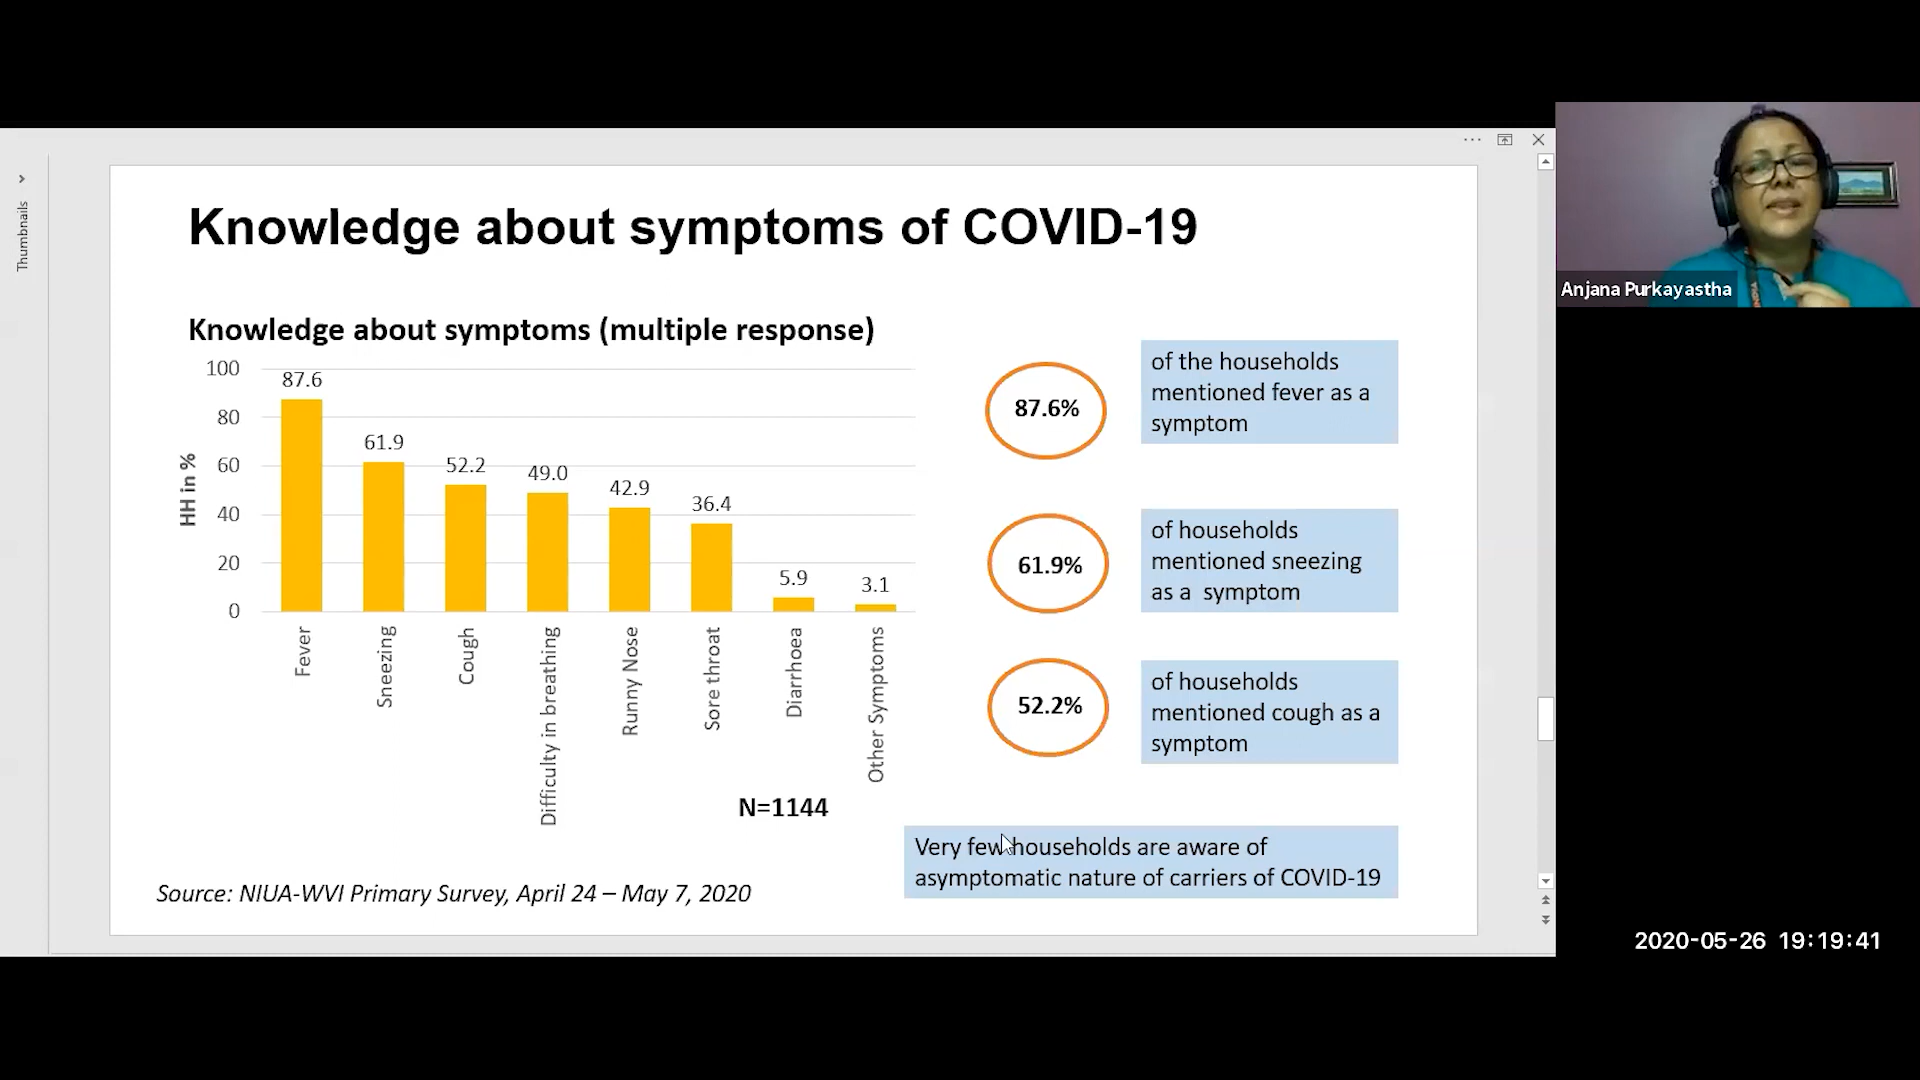 Thumbnails
Knowledge about symptoms of COVID-19
Knowledge about symptoms (multiple response)
HH in %
100
80
60
40
20
0
87.6
61.9
52.2
49.0
42.9
36.4
5.9
3.1
Fever
Sneezing
Cough
Difficulty in breathing
Runny Nose
Sore throat
Diarrhoea
Other Symptoms
N=1144
87.6%
of the households
mentioned fever as a
symptom
61.9%
of households
mentioned sneezing
as a symptom
52.2%
of households
mentioned cough as a
symptom
Very few households are aware of
asymptomatic nature of carriers of COVID-19
Source: NIUA-WVI Primary Survey, April 24 – May 7, 2020
Anjana Purkayastha
2020-05-26 19:19:41